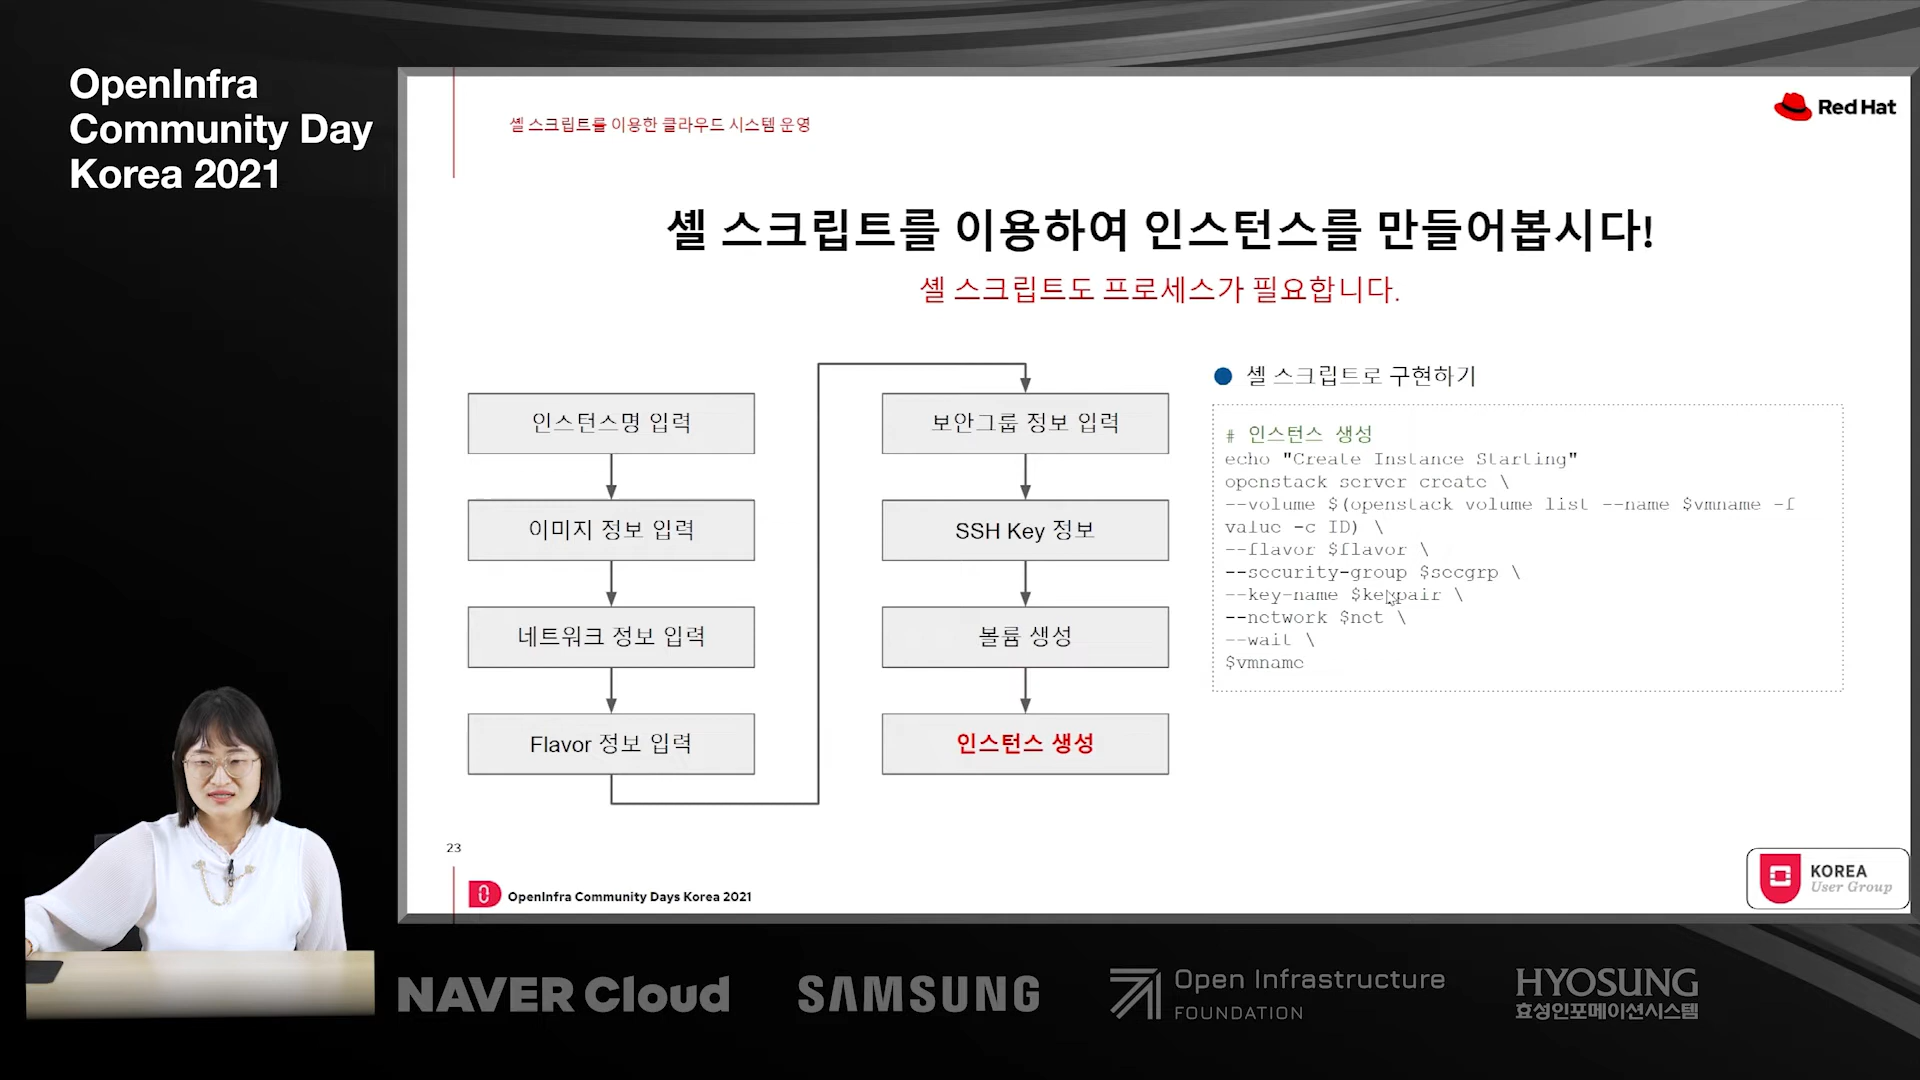 OpenInfra
Community Day
Korea 2021
셸 스크립트를 이용한 클라우드 시스템 운영
Red Hat
셸 스크립트를 이용하여 인스턴스를 만들어봅시다!
셸 스크립트도 프로세스가 필요합니다.
인스턴스명 입력
이미지 정보 입력
네트워크 정보 입력
Flavor 정보 입력
보안그룹 정보 입력
SSH Key 정보
볼륨 생성
인스턴스 생성
셸 스크립트로 구현하기
# 인스턴스 생성
echo "Create Instance Starting"
openstack server create \
--volume $(openstack volume list --name $vmname -f
value -c ID) \
--flavor $flavor \
--security-group $secgrp \
--key-name $keypair \
--network $net \
--wait \
$vmname
23
OpenInfra Community Days Korea 2021
KOREA
User Group
NAVER Cloud
SAMSUNG
Open Infrastructure
FOUNDATION
HYOSUNG
효성인포메이션시스템